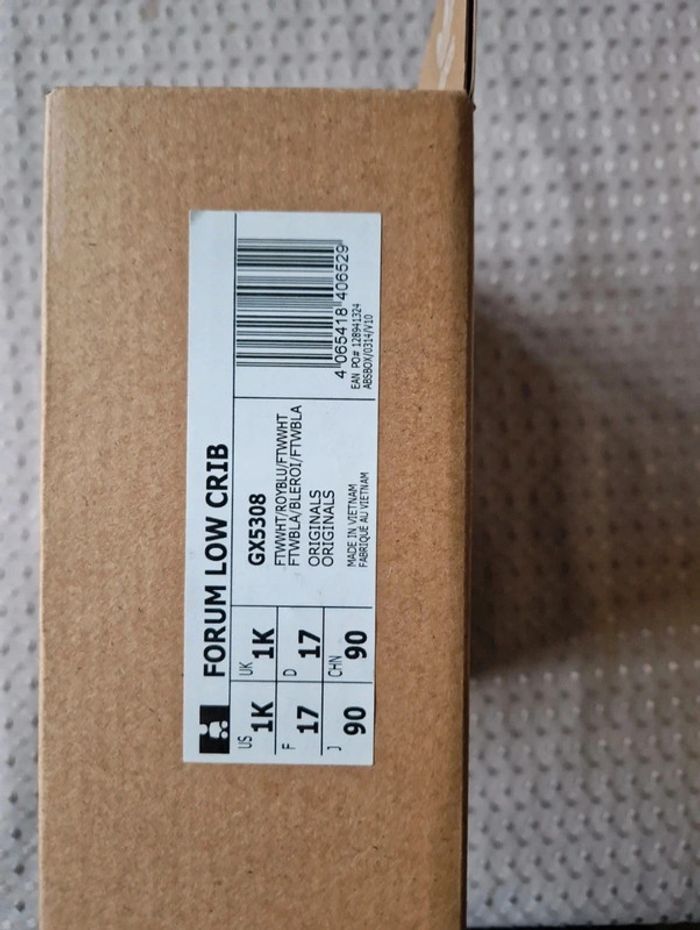 FORUM LOW CRIB
US 1K
UK 1K
F 17
D 17
J 90
CHN 90
GX5308
FTWWHT/ROYBLU/FTWWHT
FTWBLA/BLEROI/FTWBLA
ORIGINALS
ORIGINALS
MADE IN VIETNAM
FABRIQUÉ AU VIETNAM
4 065418 406529
EAN PO# 128941324
ABSBOX/0314/V10